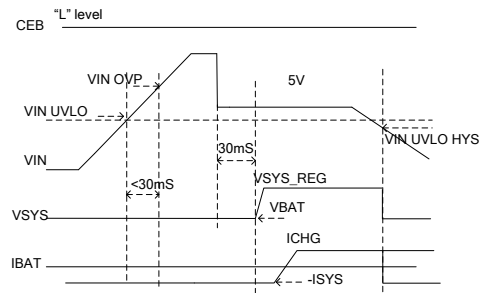 “L” level
CEB
VIN OVP
5V
VIN UVLO
VIN UVLO HYS
30mS
VIN
<30mS
VSYS_REG
VSYS
VBAT
ICHG
IBAT
-ISYS